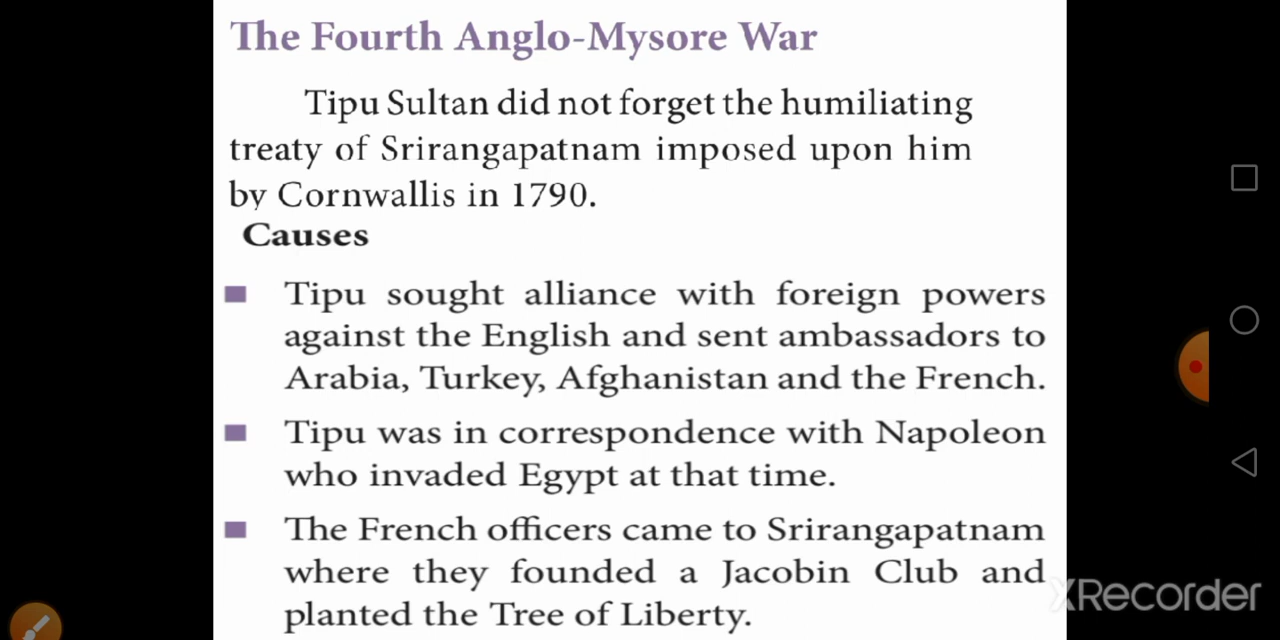 The Fourth Anglo-Mysore War
Tipu Sultan did not forget the humiliating
treaty of Srirangapatnam imposed upon him
by Cornwallis in 1790.
Causes
Tipu sought alliance with foreign powers
against the English and sent ambassadors to
Arabia, Turkey, Afghanistan and the French.
Tipu was in correspondence with Napoleon
who invaded Egypt at that time.
The French officers came to Srirangapatnam
where they founded a Jacobin Club and
planted the Tree of Liberty.
XRecorder